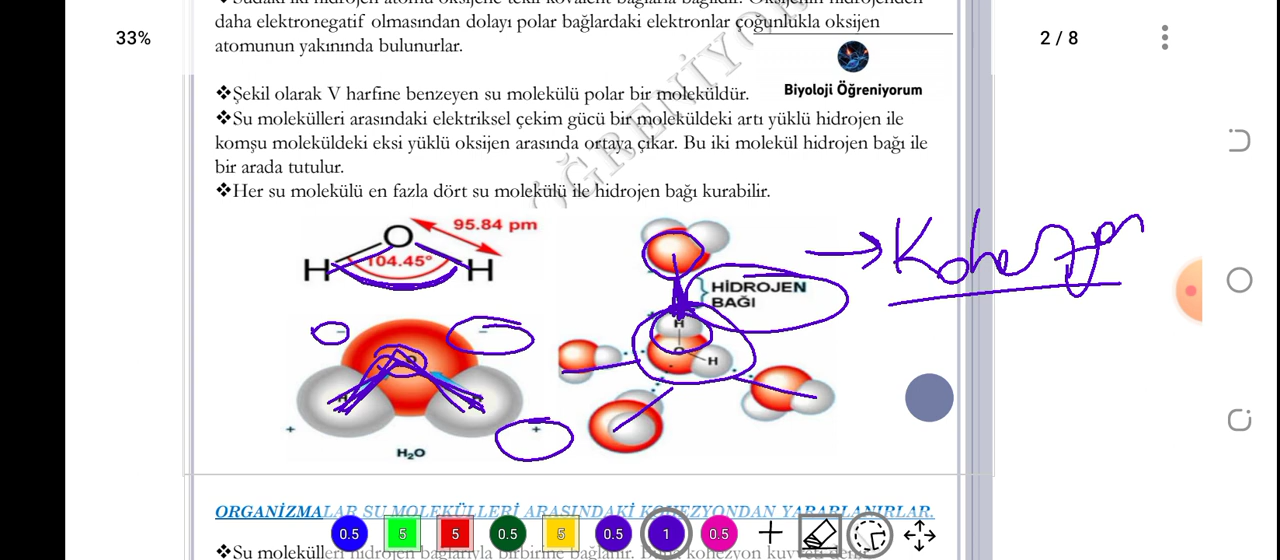 33%
2 / 8
daha elektronegatif olmasından dolayı polar bağlardaki elektronlar çoğunlukla oksijen
atomunun yakınında bulunurlar.
Biyoloji Öğreniyorum
❖Şekil olarak V harfine benzeyen su molekülü polar bir moleküldür.
❖Su molekülleri arasındaki elektriksel çekim gücü bir moleküldeki artı yüklü hidrojen ile
komşu moleküldeki eksi yüklü oksijen arasında ortaya çıkar. Bu iki molekül hidrojen bağı ile
bir arada tutulur.
❖Her su molekülü en fazla dört su molekülü ile hidrojen bağı kurabilir.
95.84 pm
O
104.45°
H H
HİDROJEN
BAĞI
Kohezyon
H
O
H
- -
O
H H
+ +
H₂O
ORGANİZMALAR SU MOLEKÜLLERİ ARASINDAKİ KOHEZYONDAN YARARLANIRLAR.
0.5 5 5 0.5 5 0.5 1 0.5
❖Su molekülleri hidrojen bağlarıyla birbirine bağlanır.